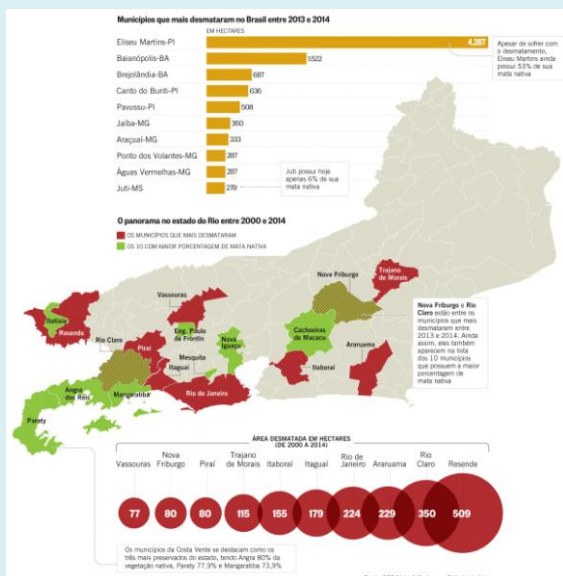 Municípios que mais desmataram no Brasil entre 2013 e 2014
EM HECTARES
Eliseu Martins-PI 4.287
Baianópolis-BA 1.522
Brejolândia-BA 687
Canto do Buriti-PI 636
Pavussu-PI 508
Jaíba-MG 360
Araçuaí-MG 333
Ponto dos Volantes-MG 287
Águas Vermelhas-MG 287
Juti-MS 278
Apesar de sofrer com
o desmatamento,
Eliseu Martins ainda
possui 53% de sua
mata nativa
Juti possui hoje
apenas 6% de sua
mata nativa
O panorama no estado do Rio entre 2000 e 2014
OS MUNICÍPIOS QUE MAIS DESMATARAM
OS 10 COM MAIOR PORCENTAGEM DE MATA NATIVA
Trajano
de Morais
Nova Friburgo
Vassouras
Itatiaia
Resende
Rio Claro
Piraí
Eng. Paulo
de Frontin
Nova
Iguaçu
Cachoeiras
de Macacu
Mesquita
Itaguaí
Araruama
Itaboraí
Angra
dos Reis
Mangaratiba
Rio de Janeiro
Paraty
Nova Friburgo e Rio
Claro estão entre os
municípios que mais
desmataram entre
2013 e 2014. Ainda
assim, eles também
aparecem na lista
dos 10 municípios
que possuem a maior
porcentagem de
mata nativa
ÁREA DESMATADA EM HECTARES
(DE 2000 A 2014)
Vassouras
Nova
Friburgo
Piraí
Trajano
de Morais
Itaboraí
Itaguaí
Rio de
Janeiro
Araruama
Rio
Claro
Resende
77 80 80 115 155 179 224 229 350 509
Os municípios da Costa Verde se destacam como os
três mais preservados do estado, tendo Angra 80% da
vegetação nativa, Paraty 77,9% e Mangaratiba 73,9%